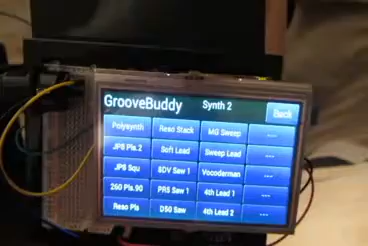 GrooveBuddy Synth 2 Back
Polysynth Reso Stack MG Sweep ---
JP8 Pls.2 Soft Lead Sweep Lead ---
JP8 Squ SDV Saw 1 Vocoderman ---
260 Pls.90 PR5 Saw 1 4th Lead 1 ---
Reso Pls D50 Saw 4th Lead 2 ---